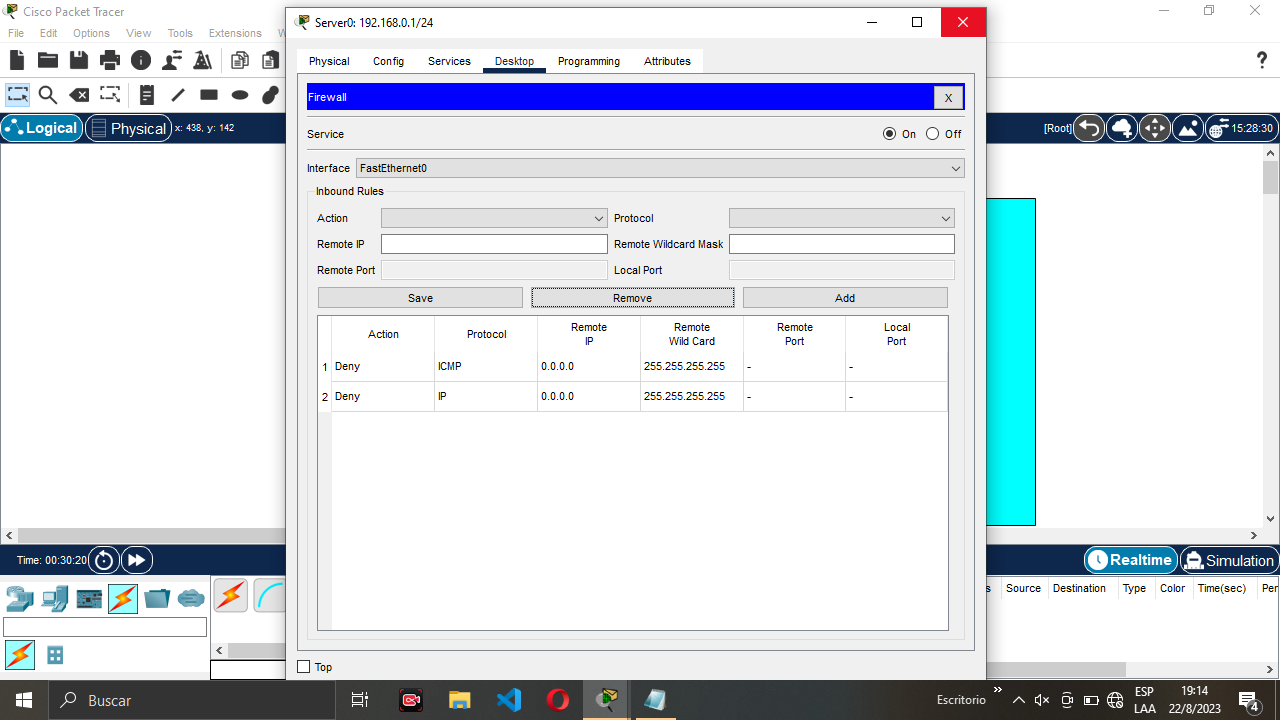 Cisco Packet Tracer
File Edit Options View Tools Extensions
Server0: 192.168.0.1/24
Physical Config Services Desktop Programming Attributes
Firewall
X
Service On Off
Logical Physical x: 438, y: 142
[Root] 15:28:30
Interface FastEthernet0
Inbound Rules
Action Protocol
Remote IP Remote Wildcard Mask
Remote Port Local Port
Save Remove Add
Action Protocol Remote IP Remote Wild Card Remote Port Local Port
1 Deny ICMP 0.0.0.0 255.255.255.255 - -
2 Deny IP 0.0.0.0 255.255.255.255 - -
Time: 00:30:20
Realtime Simulation
Source Destination Type Color Time(sec) Per
Top
Buscar
Escritorio
ESP
LAA
19:14
22/8/2023
4